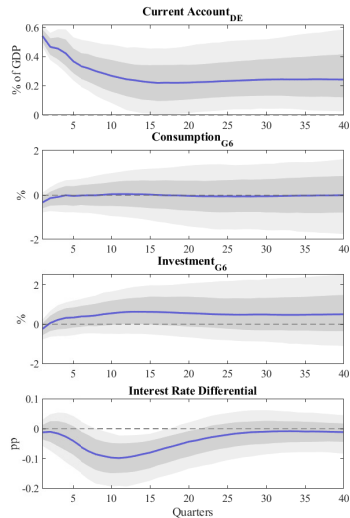 Current Account_DE
% of GDP
0.6
0.4
0.2
0
5 10 15 20 25 30 35 40
Consumption_G6
%
2
0
-2
5 10 15 20 25 30 35 40
Investment_G6
%
2
0
-2
5 10 15 20 25 30 35 40
Interest Rate Differential
pp
0.1
0
-0.1
-0.2
5 10 15 20 25 30 35 40
Quarters